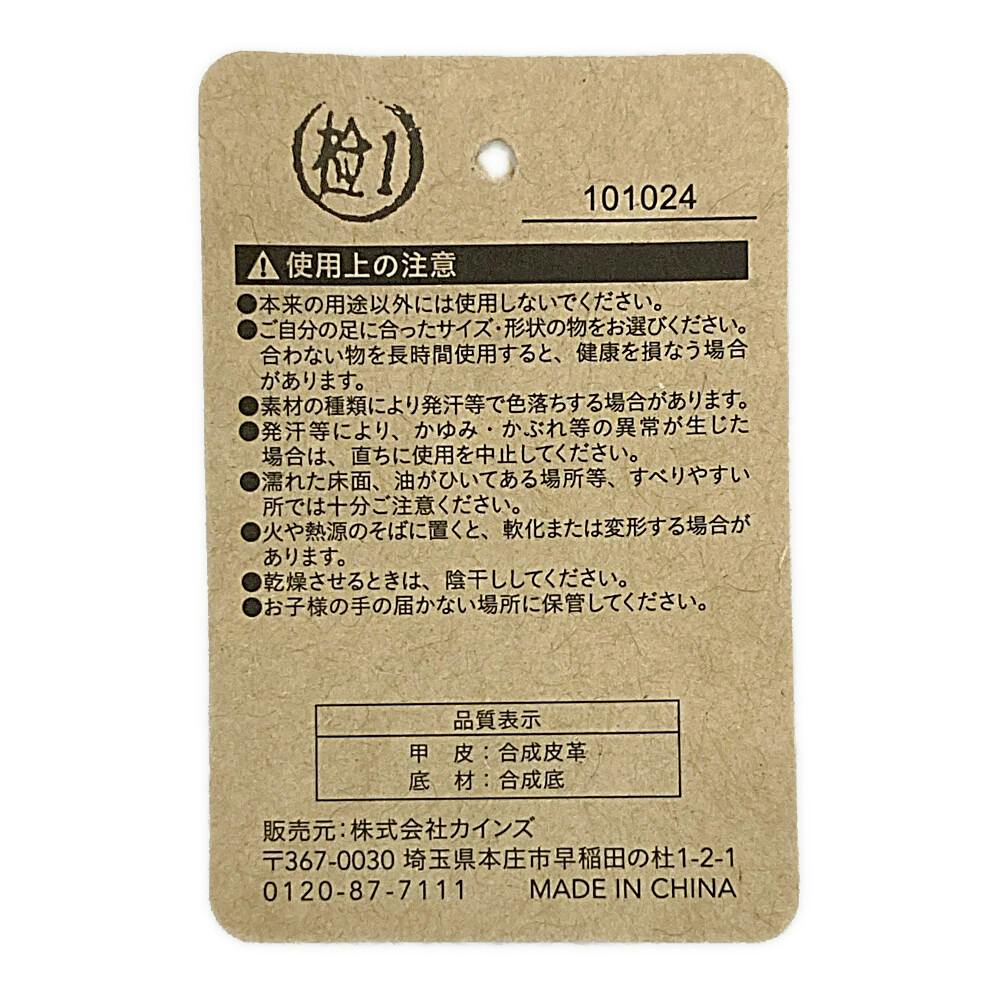 検1
101024
⚠使用上の注意
●本来の用途以外には使用しないでください。
●ご自分の足に合ったサイズ・形状の物をお選びください。
合わない物を長時間使用すると、健康を損なう場合
があります。
●素材の種類により発汗等で色落ちする場合があります。
●発汗等により、かゆみ・かぶれ等の異常が生じた
場合は、直ちに使用を中止してください。
●濡れた床面、油がひいてある場所等、すべりやすい
所では十分ご注意ください。
●火や熱源のそばに置くと、軟化または変形する場合が
あります。
●乾燥させるときは、陰干ししてください。
●お子様の手の届かない場所に保管してください。
品質表示
甲 皮：合成皮革
底 材：合成底
販売元：株式会社カインズ
〒367-0030 埼玉県本庄市早稲田の杜1-2-1
0120-87-7111 MADE IN CHINA